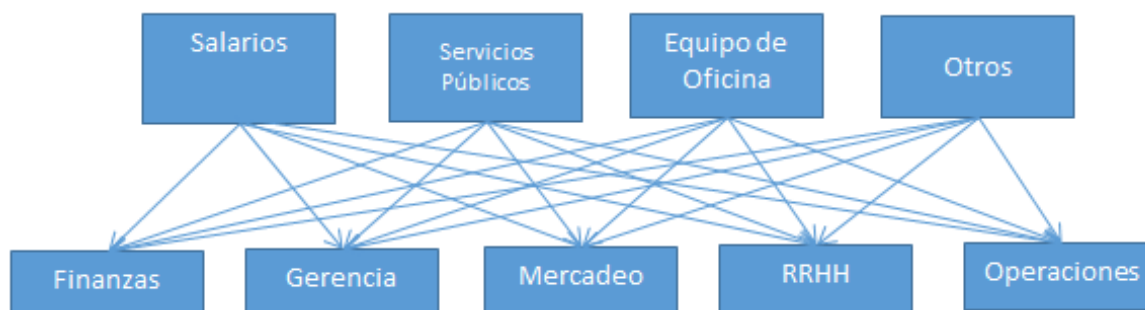 Salarios
Servicios
Públicos
Equipo de
Oficina
Otros
Finanzas
Gerencia
Mercadeo
RRHH
Operaciones